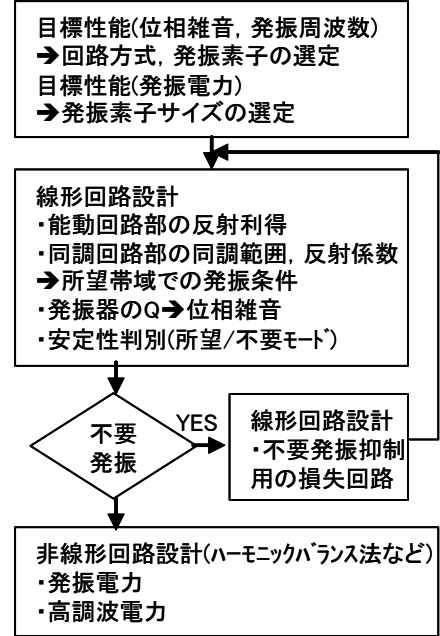 目標性能(位相雑音，発振周波数)
➔回路方式，発振素子の選定
目標性能(発振電力)
➔発振素子サイズの選定
線形回路設計
・能動回路部の反射利得
・同調回路部の同調範囲，反射係数
➔所望帯域での発振条件
・発振器のQ➔位相雑音
・安定性判別(所望/不要ﾓｰﾄﾞ)
不要
発振
YES
線形回路設計
・不要発振抑制
用の損失回路
非線形回路設計(ﾊｰﾓﾆｯｸﾊﾞﾗﾝｽ法など)
・発振電力
・高調波電力